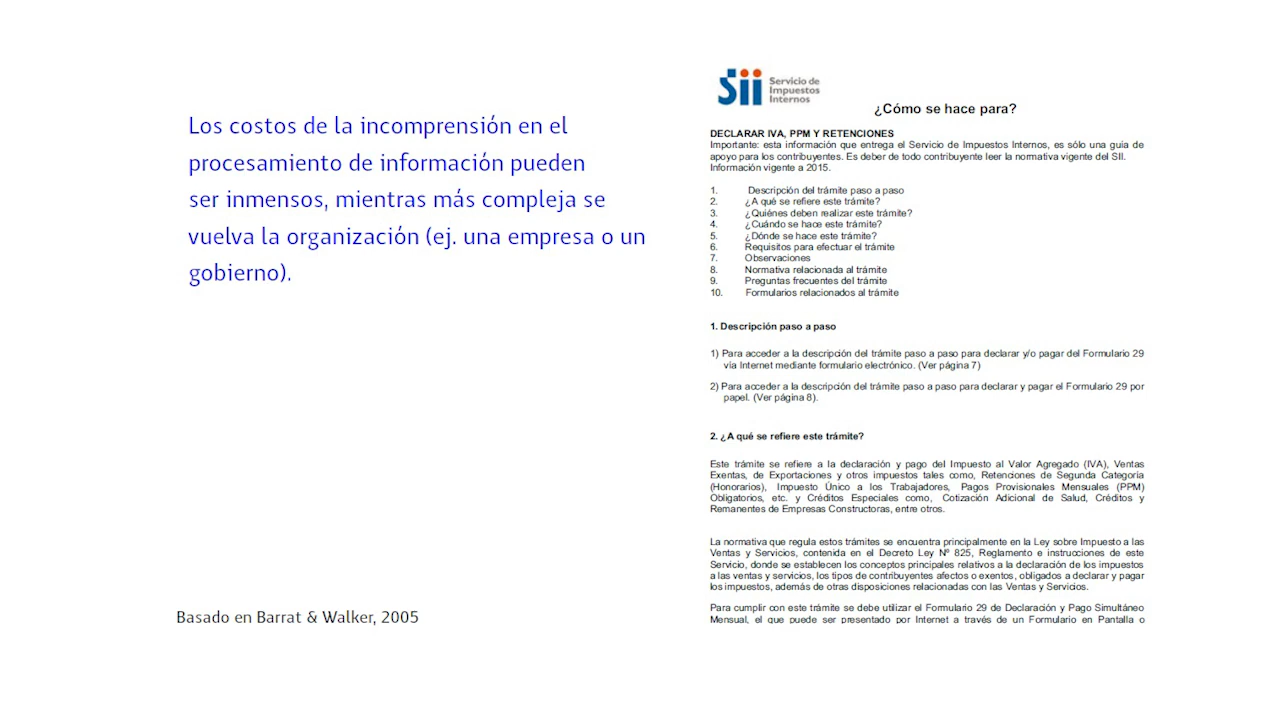 Los costos de la incomprensión en el
procesamiento de información pueden
ser inmensos, mientras más compleja se
vuelva la organización (ej. una empresa o un
gobierno).
Basado en Barrat & Walker, 2005
Sii Servicio de
Impuestos
Internos
¿Cómo se hace para?
DECLARAR IVA, PPM Y RETENCIONES
Importante: esta información que entrega el Servicio de Impuestos Internos, es sólo una guía de
apoyo para los contribuyentes. Es deber de todo contribuyente leer la normativa vigente del SII.
Información vigente a 2015.
1. Descripción del trámite paso a paso
2. ¿A qué se refiere este trámite?
3. ¿Quiénes deben realizar este trámite?
4. ¿Cuándo se hace este trámite?
5. ¿Dónde se hace este trámite?
6. Requisitos para efectuar el trámite
7. Observaciones
8. Normativa relacionada al trámite
9. Preguntas frecuentes del trámite
10. Formularios relacionados al trámite
1. Descripción paso a paso
1) Para acceder a la descripción del trámite paso a paso para declarar y/o pagar del Formulario 29
vía Internet mediante formulario electrónico. (Ver página 7)
2) Para acceder a la descripción del trámite paso a paso para declarar y pagar el Formulario 29 por
papel. (Ver página 8).
2. ¿A qué se refiere este trámite?
Este trámite se refiere a la declaración y pago del Impuesto al Valor Agregado (IVA), Ventas
Exentas, de Exportaciones y otros impuestos tales como, Retenciones de Segunda Categoría
(Honorarios), Impuesto Único a los Trabajadores, Pagos Provisionales Mensuales (PPM)
Obligatorios, etc. y Créditos Especiales como, Cotización Adicional de Salud, Créditos y
Remanentes de Empresas Constructoras, entre otros.
La normativa que regula estos trámites se encuentra principalmente en la Ley sobre Impuesto a las
Ventas y Servicios, contenida en el Decreto Ley Nº 825, Reglamento e instrucciones de este
Servicio, donde se establecen los conceptos principales relativos a la declaración de los impuestos
a las ventas y servicios, los tipos de contribuyentes afectos o exentos, obligados a declarar y pagar
los impuestos, además de otras disposiciones relacionadas con las Ventas y Servicios.
Para cumplir con este trámite se debe utilizar el Formulario 29 de Declaración y Pago Simultáneo
Mensual, el que puede ser presentado por Internet a través de un Formulario en Pantalla o